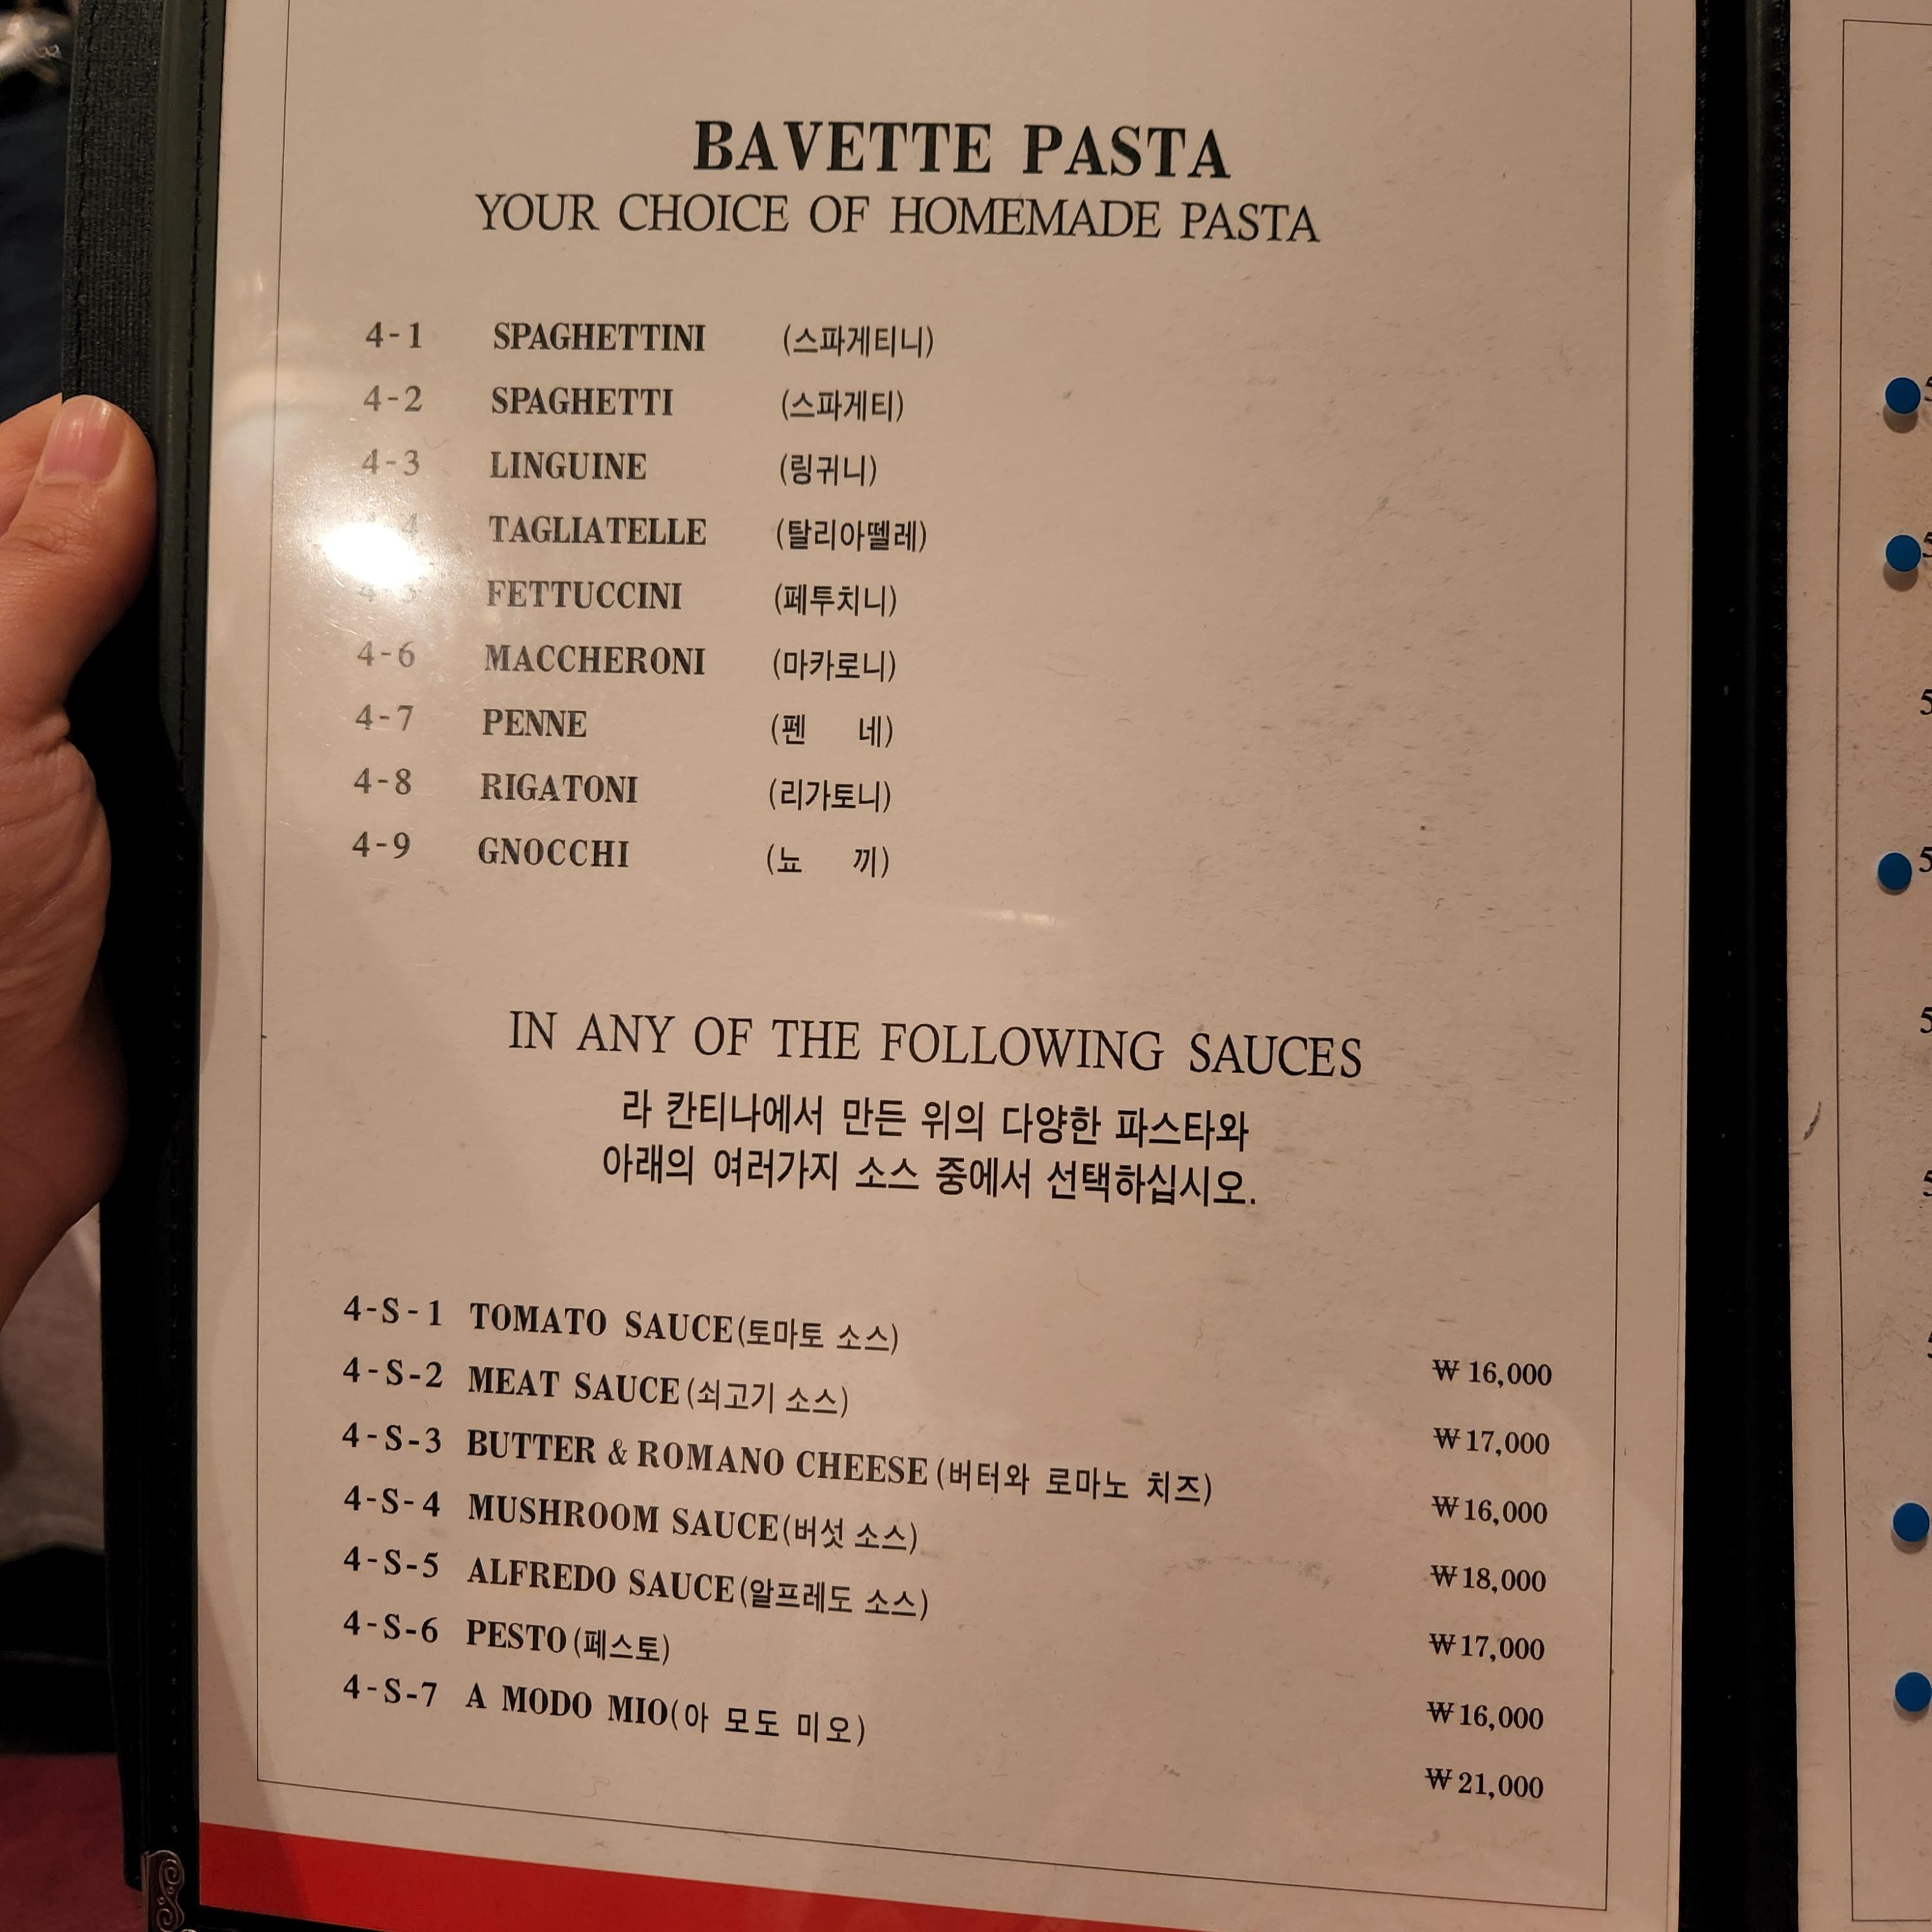 BAVETTE PASTA
YOUR CHOICE OF HOMEMADE PASTA
4-1 SPAGHETTINI (스파게티니)
4-2 SPAGHETTI (스파게티)
4-3 LINGUINE (링귀니)
TAGLIATELLE (탈리아뗄레)
FETTUCCINI (페투치니)
4-6 MACCHERONI (마카로니)
4-7 PENNE (펜 네)
4-8 RIGATONI (리가토니)
4-9 GNOCCHI (뇨 끼)
IN ANY OF THE FOLLOWING SAUCES
라 칸티나에서 만든 위의 다양한 파스타와
아래의 여러가지 소스 중에서 선택하십시오.
4-S-1 TOMATO SAUCE(토마토 소스) ₩ 16,000
4-S-2 MEAT SAUCE(쇠고기 소스) ₩17,000
4-S-3 BUTTER & ROMANO CHEESE (버터와 로마노 치즈) ₩16,000
4-S-4 MUSHROOM SAUCE(버섯 소스) ₩18,000
4-S-5 ALFREDO SAUCE(알프레도 소스) ₩17,000
4-S-6 PESTO(페스토) ₩16,000
4-S-7 A MODO MIO(아 모도 미오) ₩21,000